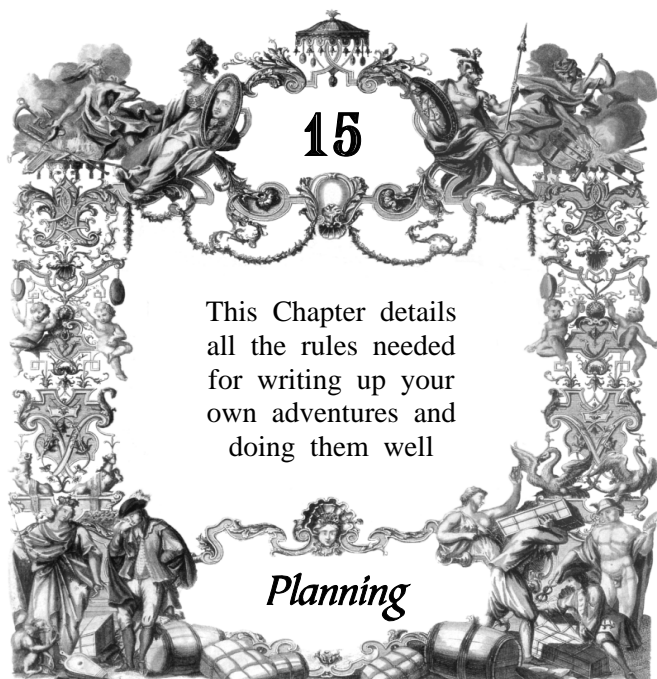 15
This Chapter details
all the rules needed
for writing up your
own adventures and
doing them well
Planning